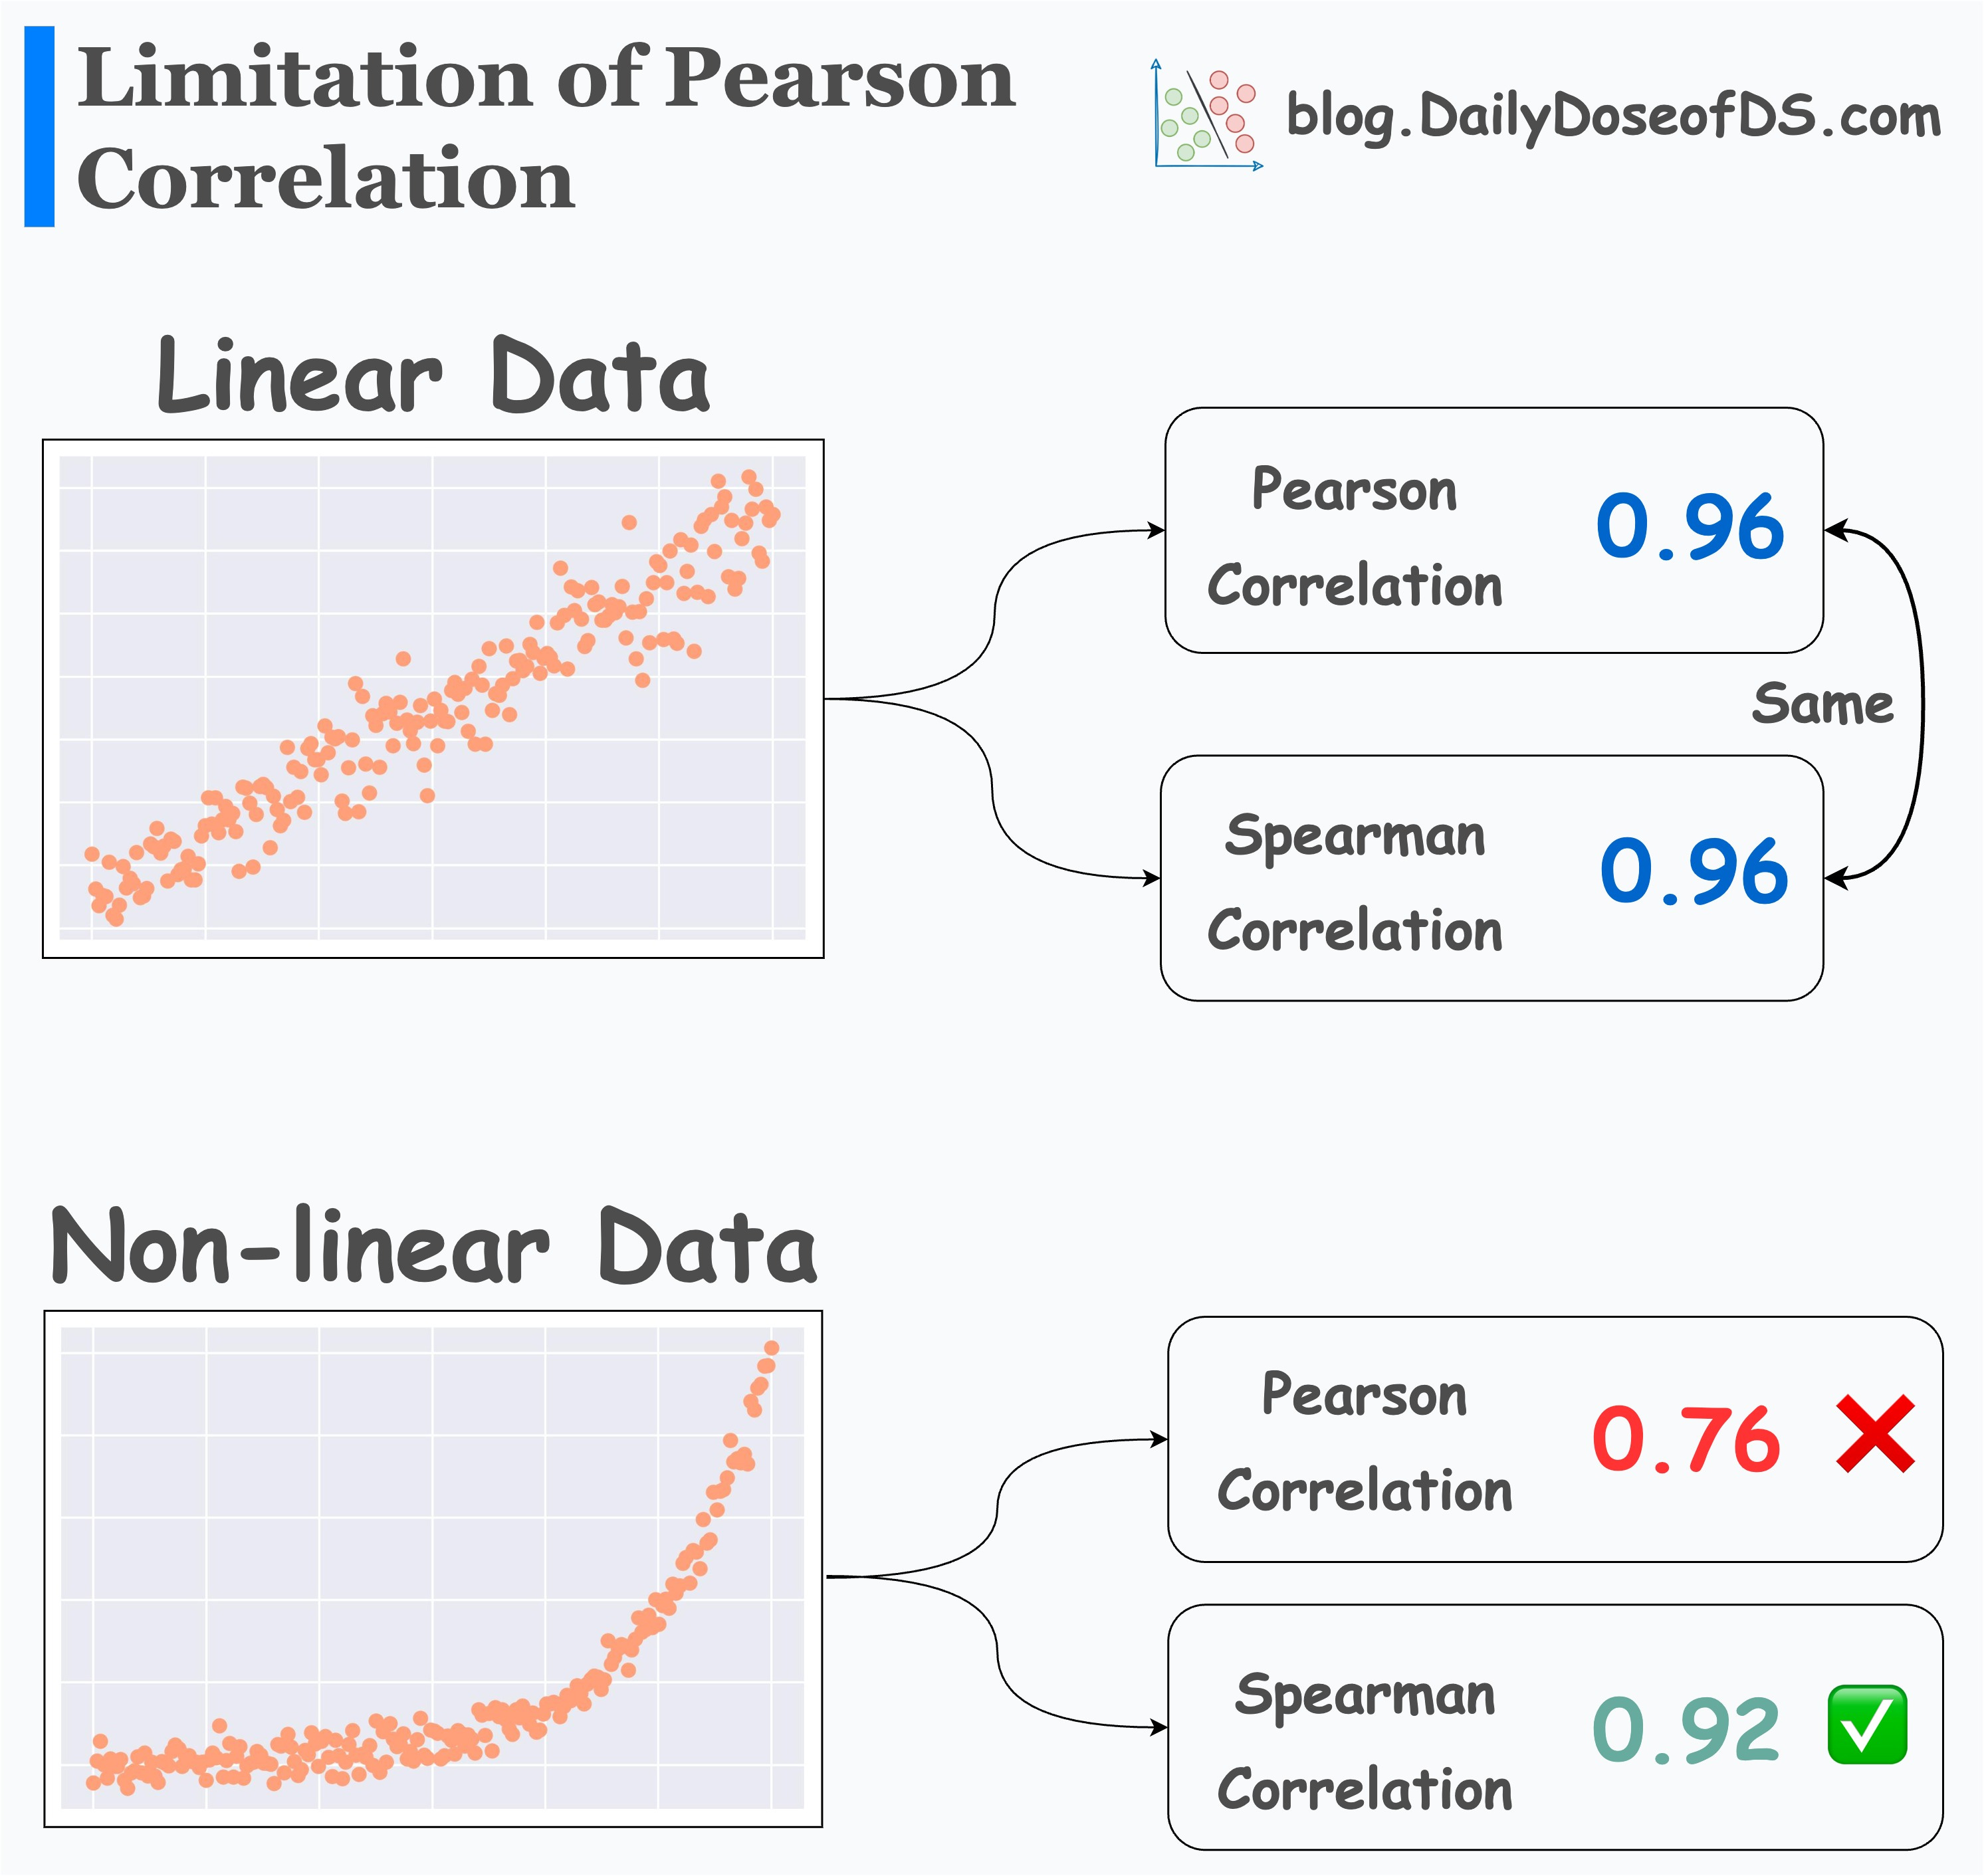 Limitation of Pearson
Correlation
blog.DailyDoseofDS.com
Linear Data
Pearson
Correlation
0.96
Same
Spearman
Correlation
0.96
Non-linear Data
Pearson
Correlation
0.76
Spearman
Correlation
0.92